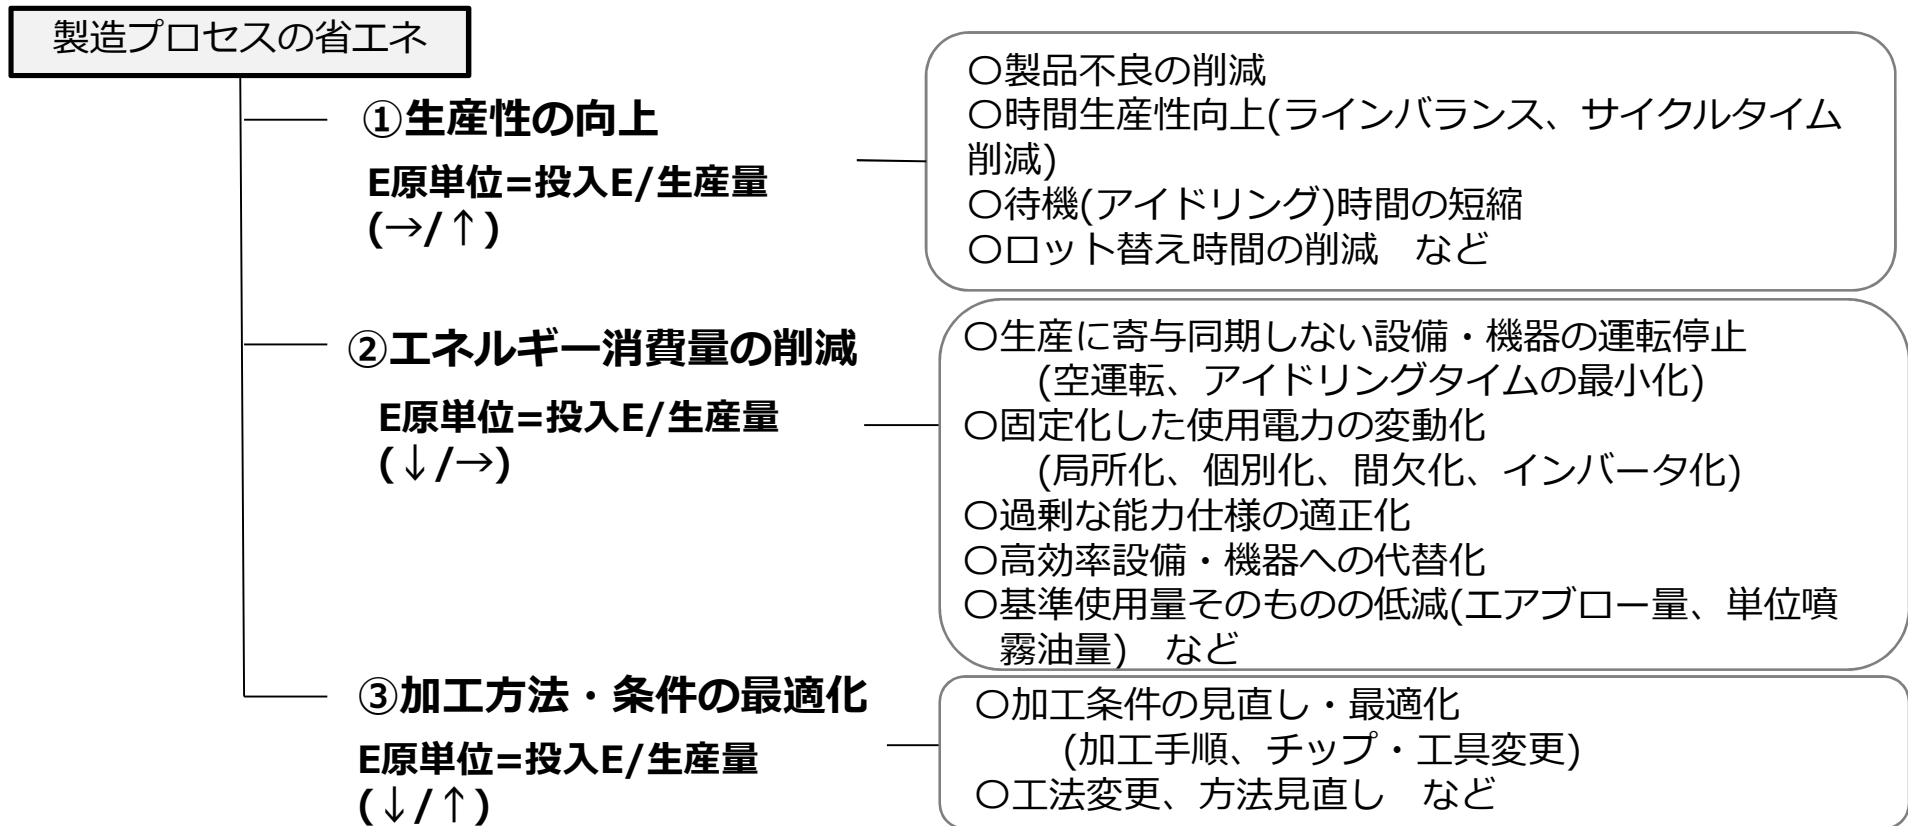 製造プロセスの省エネ
①生産性の向上
E原単位=投入E/生産量
(→/↑)
〇製品不良の削減
〇時間生産性向上(ラインバランス、サイクルタイム
削減)
〇待機(アイドリング)時間の短縮
〇ロット替え時間の削減　など
②エネルギー消費量の削減
E原単位=投入E/生産量
(↓/→)
〇生産に寄与同期しない設備・機器の運転停止
(空運転、アイドリングタイムの最小化)
〇固定化した使用電力の変動化
(局所化、個別化、間欠化、インバータ化)
〇過剰な能力仕様の適正化
〇高効率設備・機器への代替化
〇基準使用量そのものの低減(エアブロー量、単位噴
霧油量)　など
③加工方法・条件の最適化
E原単位=投入E/生産量
(↓/↑)
〇加工条件の見直し・最適化
(加工手順、チップ・工具変更)
〇工法変更、方法見直し　など